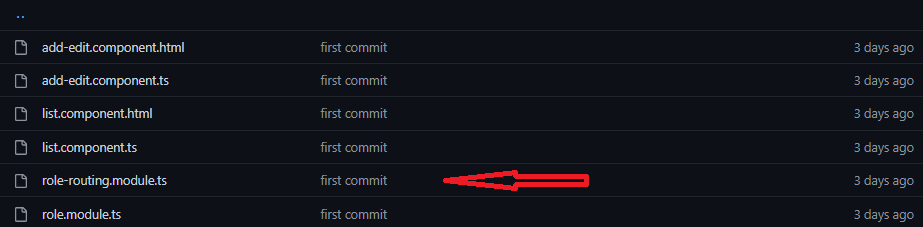 ..
add-edit.component.html first commit 3 days ago
add-edit.component.ts first commit 3 days ago
list.component.html first commit 3 days ago
list.component.ts first commit 3 days ago
role-routing.module.ts first commit 3 days ago
role.module.ts first commit 3 days ago